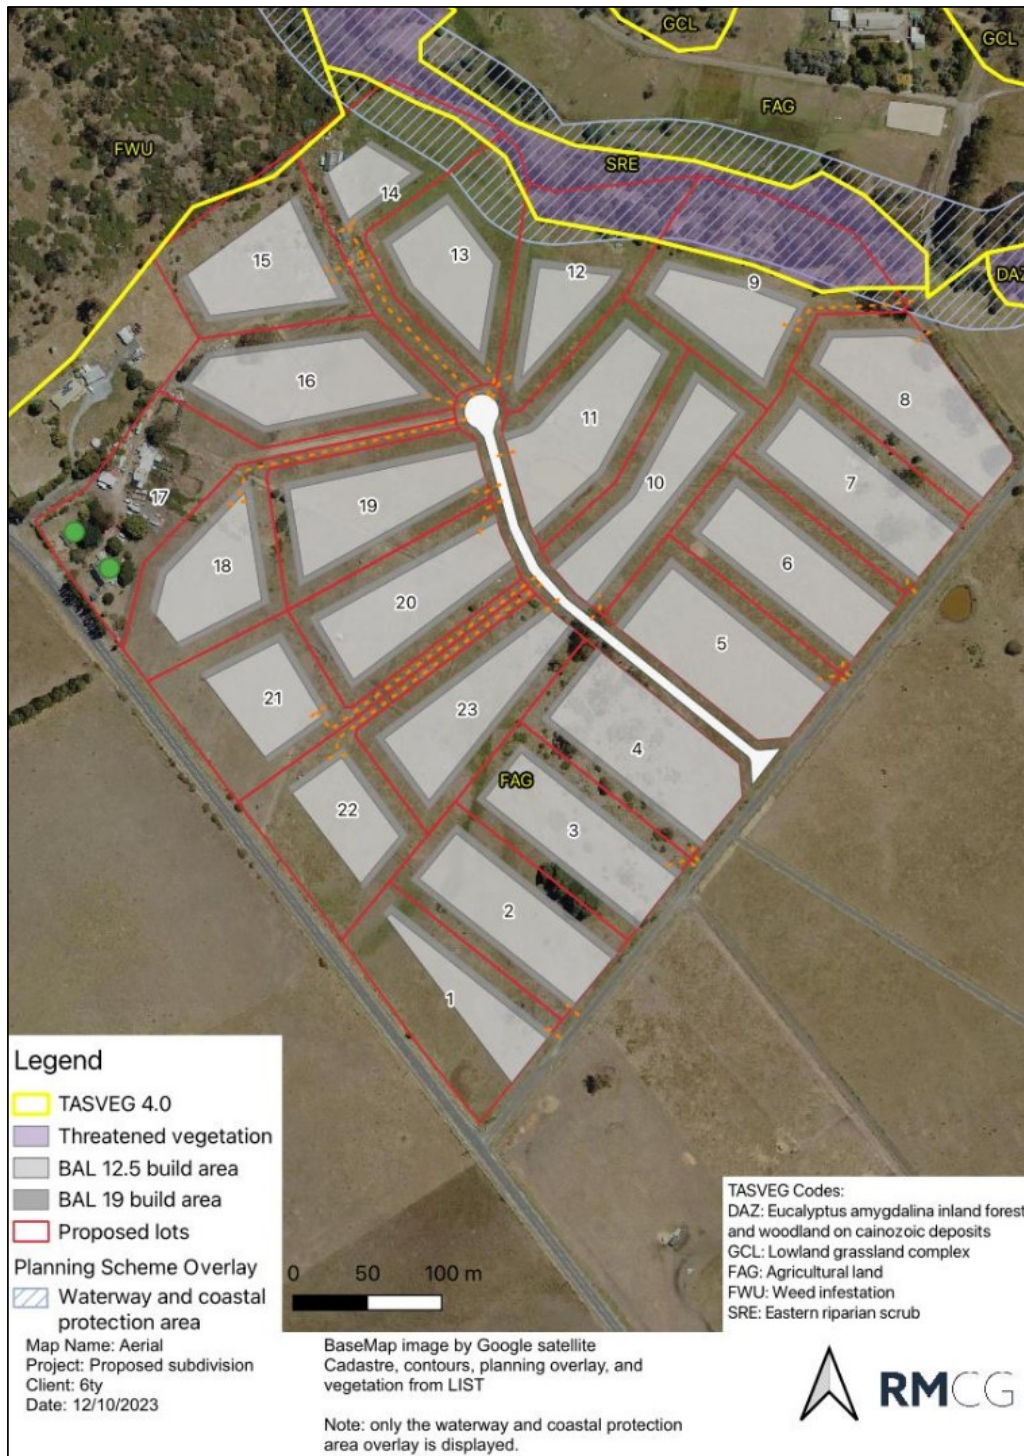 GCL
GCL
FAG
FWU
SRE
DAZ
14
13
15
12
9
16
11
8
10
7
17
19
18
6
20
5
21
23
4
22
FAG
3
2
1
Legend
TASVEG 4.0
Threatened vegetation
BAL 12.5 build area
BAL 19 build area
Proposed lots
Planning Scheme Overlay
Waterway and coastal
protection area
0 50 100 m
TASVEG Codes:
DAZ: Eucalyptus amygdalina inland forest
and woodland on cainozoic deposits
GCL: Lowland grassland complex
FAG: Agricultural land
FWU: Weed infestation
SRE: Eastern riparian scrub
Map Name: Aerial
Project: Proposed subdivision
Client: 6ty
Date: 12/10/2023
BaseMap image by Google satellite
Cadastre, contours, planning overlay, and
vegetation from LIST
Note: only the waterway and coastal protection
area overlay is displayed.
RMCG